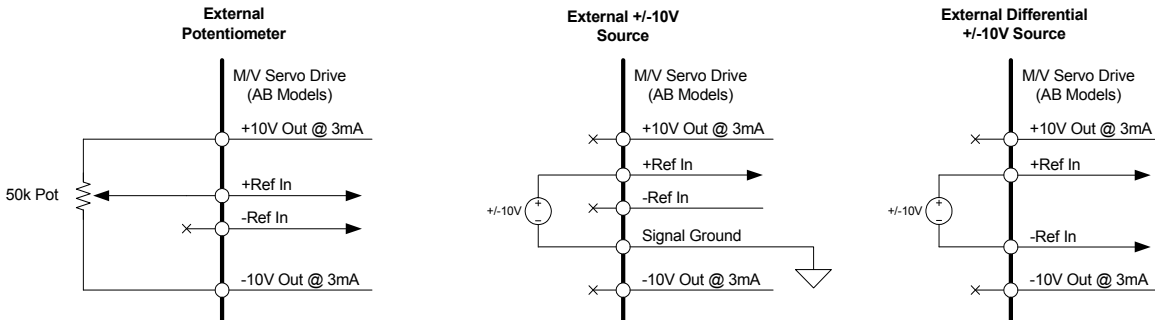 External
Potentiometer
M/V Servo Drive
(AB Models)
+10V Out @ 3mA
50k Pot
+Ref In
-Ref In
-10V Out @ 3mA
External +/-10V
Source
M/V Servo Drive
(AB Models)
+10V Out @ 3mA
+Ref In
+/-10V
+
−
-Ref In
Signal Ground
-10V Out @ 3mA
External Differential
+/-10V Source
M/V Servo Drive
(AB Models)
+10V Out @ 3mA
+Ref In
+/-10V
+
−
-Ref In
-10V Out @ 3mA